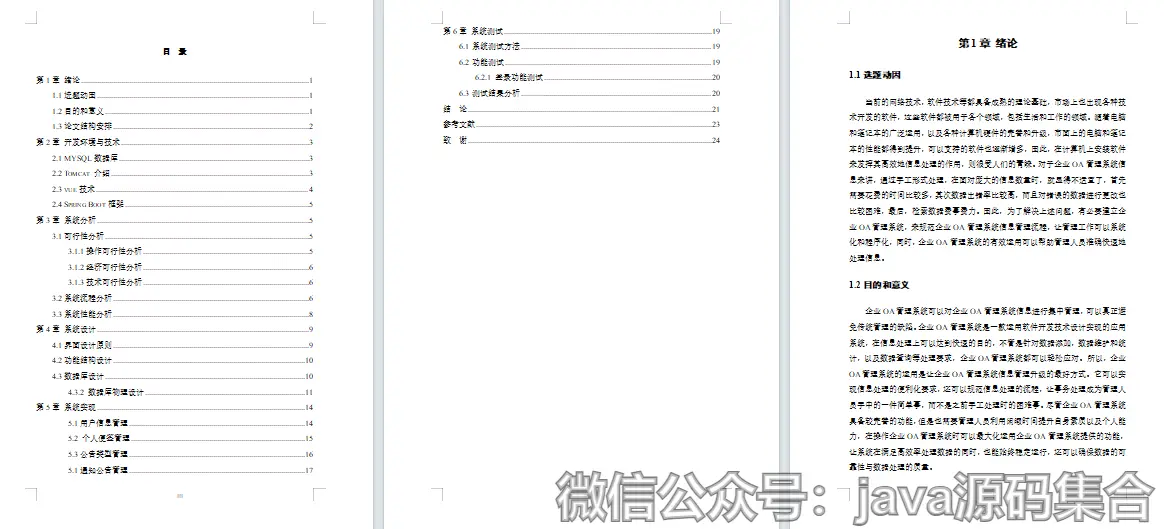 目 录
第 1 章 绪论 1
1.1 选题动因 1
1.2 目的和意义 1
1.3 论文结构安排 2
第 2 章 开发环境与技术 3
2.1 MYSQL 数据库 3
2.2 TOMCAT 介绍 3
2.3 VUE 技术 4
2.4 SPRING BOOT 框架 5
第 3 章 系统分析 5
3.1 可行性分析 5
3.1.1 操作可行性分析 5
3.1.2 经济可行性分析 6
3.1.3 技术可行性分析 6
3.2 系统流程分析 6
3.3 系统性能分析 8
第 4 章 系统设计 9
4.1 界面设计原则 9
4.2 功能结构设计 10
4.3 数据库设计 10
4.3.2 数据库物理设计 11
第 5 章 系统实现 14
5.1 用户信息管理 14
5.2 个人便签管理 15
5.3 公告类型管理 16
5.1 通知公告管理 17
第 6 章 系统测试 19
6.1 系统测试方法 19
6.2 功能测试 19
6.2.1 登录功能测试 20
6.3 测试结果分析 20
结 论 21
参考文献 23
致 谢 24
第 1 章 绪论
1.1 选题动因
当前的网络技术，软件技术等都具备成熟的理论基础，市场上也出现各种技
术开发的软件，这些软件都被用于各个领域，包括生活和工作的领域。随着电脑
和笔记本的广泛运用，以及各种计算机硬件的完善和升级，市面上的电脑和笔记
本的性能都得到提升，可以支持的软件也逐渐增多，因此，在计算机上安装软件
来发挥其高效地信息处理的作用，则很受人们的青睐。对于企业 OA 管理系统信
息来讲，通过手工形式处理，在面对庞大的信息数量时，就显得不适宜了，首先
需要花费的时间比较多，其次数据出错率比较高，而且对错误的数据进行更改也
比较困难，最后，检索数据费事费力。因此，为了解决上述问题，有必要建立企
业 OA 管理系统，来规范企业 OA 管理系统信息管理流程，让管理工作可以系统
化和程序化，同时，企业 OA 管理系统的有效运用可以帮助管理人员准确快速地
处理信息。
1.2 目的和意义
企业 OA 管理系统可以对企业 OA 管理系统信息进行集中管理，可以真正避
免传统管理的缺陷。企业 OA 管理系统是一款运用软件开发技术设计实现的应用
系统，在信息处理上可以达到快速的目的，不管是针对数据添加，数据维护和统
计，以及数据查询等处理要求，企业 OA 管理系统都可以轻松应对。所以，企业
OA 管理系统的运用是让企业 OA 管理系统信息管理升级的最好方式。它可以实
现信息处理的便利化要求，还可以规范信息处理的流程，让事务处理成为管理人
员手中的一件简单事，而不是之前手工处理时的困难事。尽管企业 OA 管理系统
具备较完善的功能，但是也需要管理人员利用闲暇时间提升自身素质以及个人能
力，在操作企业 OA 管理系统时可以最大化运用企业 OA 管理系统提供的功能，
让系统在满足高效率处理数据的同时，也能始终稳定运行，还可以确保数据的可
靠性与数据处理的质量。
微信公众号：java源码集合